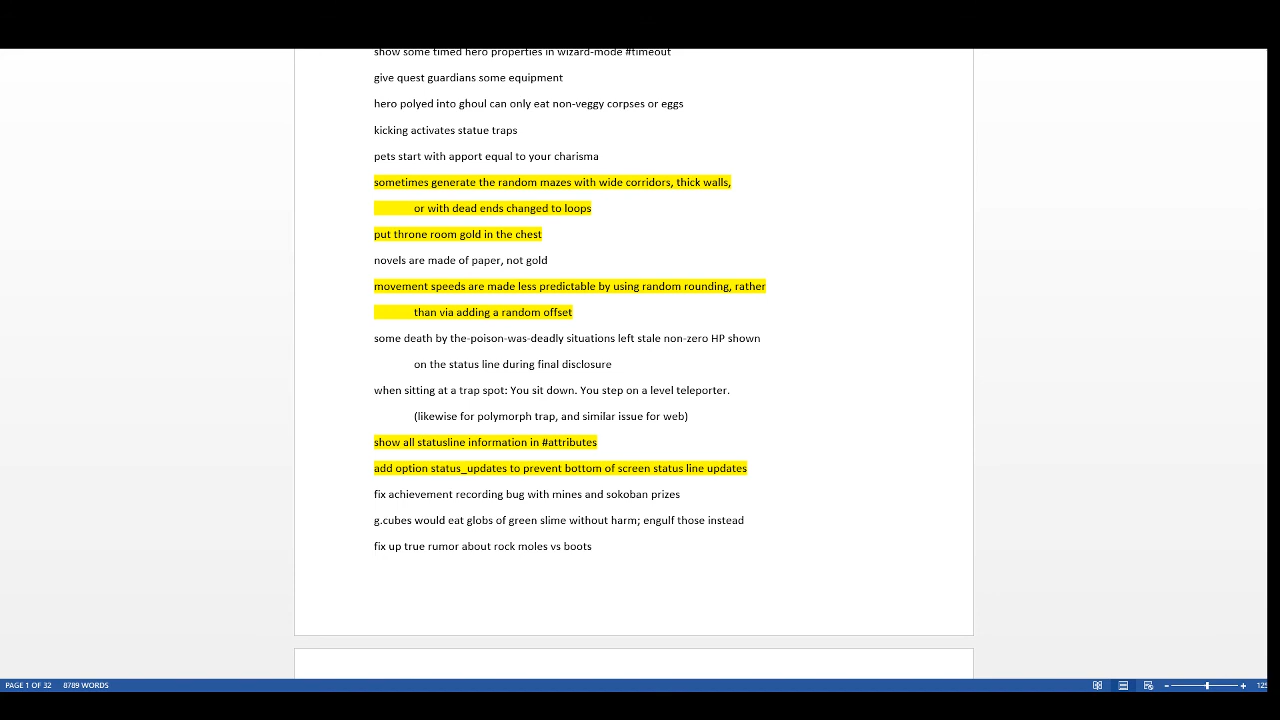 show some timed hero properties in wizard-mode #timeout
give quest guardians some equipment
hero polyed into ghoul can only eat non-veggy corpses or eggs
kicking activates statue traps
pets start with apport equal to your charisma
sometimes generate the random mazes with wide corridors, thick walls,
or with dead ends changed to loops
put throne room gold in the chest
novels are made of paper, not gold
movement speeds are made less predictable by using random rounding, rather
than via adding a random offset
some death by the-poison-was-deadly situations left stale non-zero HP shown
on the status line during final disclosure
when sitting at a trap spot: You sit down. You step on a level teleporter.
(likewise for polymorph trap, and similar issue for web)
show all statusline information in #attributes
add option status_updates to prevent bottom of screen status line updates
fix achievement recording bug with mines and sokoban prizes
g.cubes would eat globs of green slime without harm; engulf those instead
fix up true rumor about rock moles vs boots
PAGE 1 OF 32 8789 WORDS